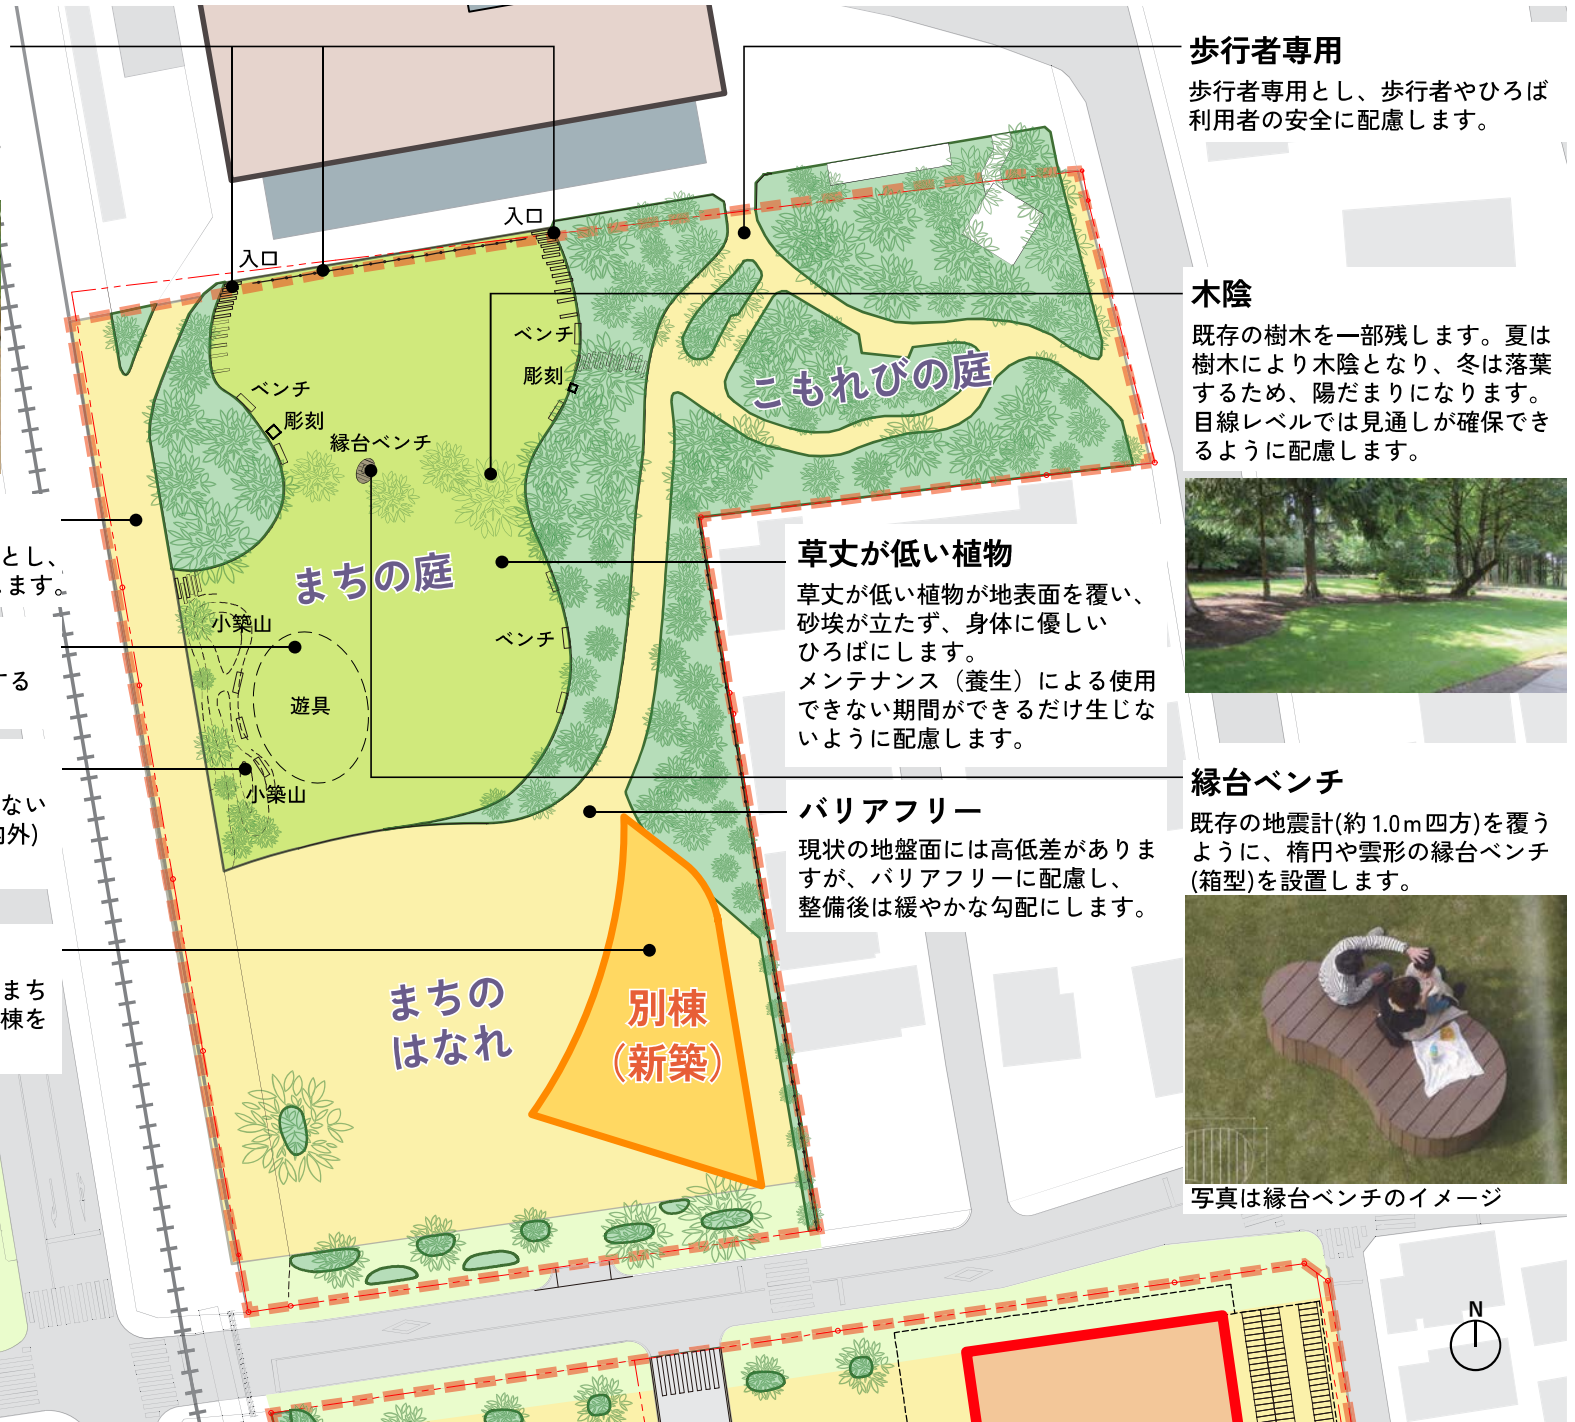 歩行者専用
歩行者専用とし、歩行者やひろば
利用者の安全に配慮します。
入口
入口
木陰
既存の樹木を一部残します。夏は
樹木により木陰となり、冬は落葉
するため、陽だまりになります。
目線レベルでは見通しが確保でき
るように配慮します。
ベンチ
彫刻
こもれびの庭
ベンチ
彫刻
縁台ベンチ
とし、
ます。
まちの庭
草丈が低い植物
草丈が低い植物が地表面を覆い、
砂埃が立たず、身体に優しい
ひろばにします。
メンテナンス（養生）による使用
できない期間ができるだけ生じな
いように配慮します。
小築山
ベンチ
する
遊具
小築山
ない
内外)
バリアフリー
現状の地盤面には高低差がありま
すが、バリアフリーに配慮し、
整備後は緩やかな勾配にします。
縁台ベンチ
既存の地震計(約1.0m四方)を覆う
ように、楕円や雲形の縁台ベンチ
(箱型)を設置します。
まち
棟を
まちの
はなれ
別棟
（新築）
写真は縁台ベンチのイメージ
N